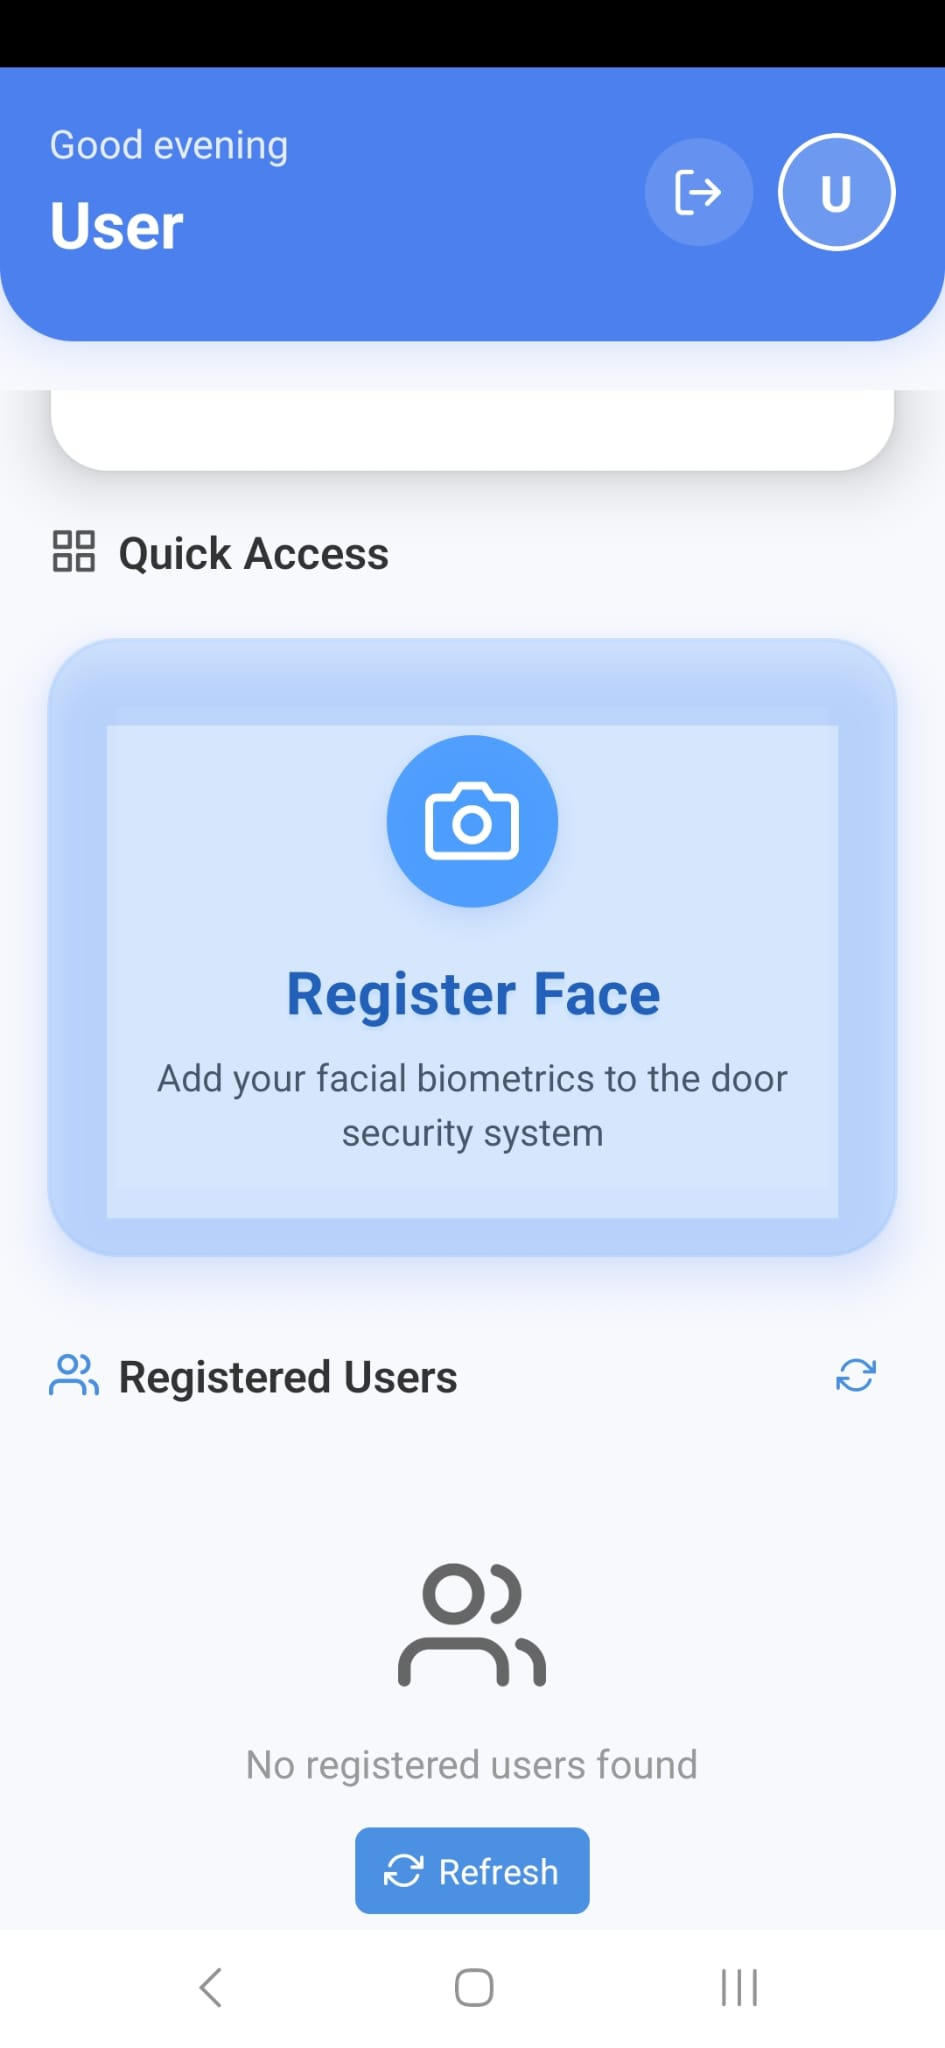 Good evening
User
U
Quick Access
Register Face
Add your facial biometrics to the door
security system
Registered Users
No registered users found
Refresh